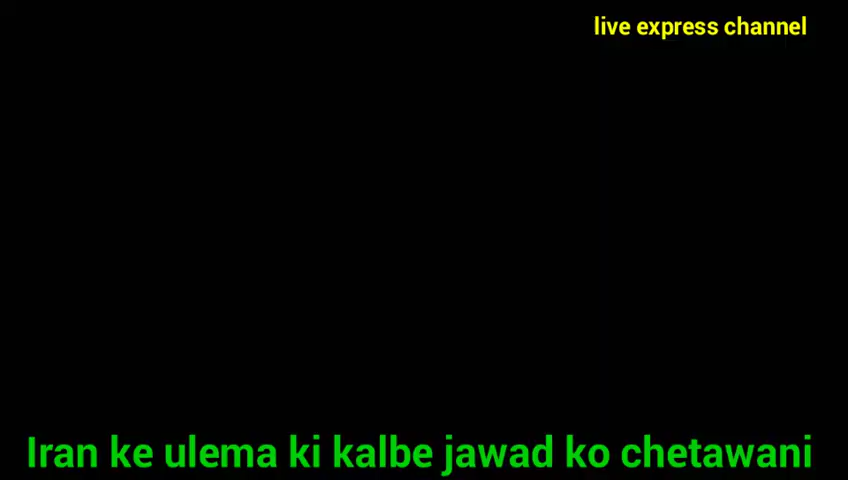 live express channel
Iran ke ulema ki kalbe jawad ko chetawani